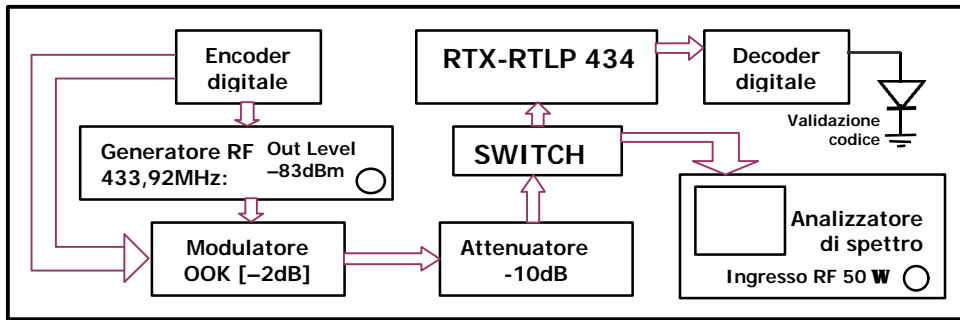 Encoder
digitale
RTX-RTLP 434
Decoder
digitale
Validazione
codice
Generatore RF
433,92MHz:
Out Level
–83dBm
SWITCH
Modulatore
OOK [–2dB]
Attenuatore
-10dB
Analizzatore
di spettro
Ingresso RF 50 W